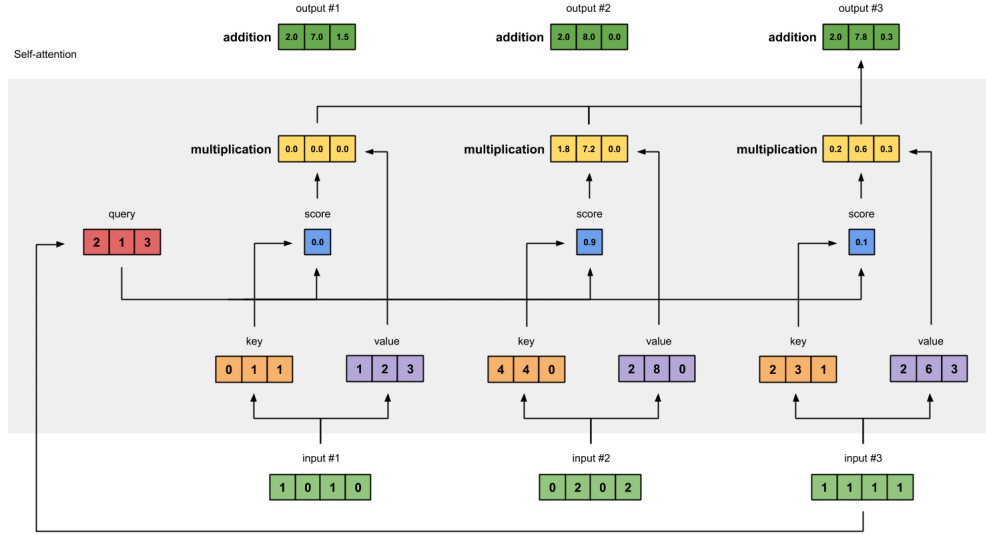 output #1 output #2 output #3
addition 2.0 7.0 1.5 addition 2.0 8.0 0.0 addition 2.0 7.8 0.3
Self-attention
multiplication 0.0 0.0 0.0 multiplication 1.8 7.2 0.0 multiplication 0.2 0.6 0.3
query score score score
2 1 3 0.0 0.9 0.1
key value key value key value
0 1 1 1 2 3 4 4 0 2 8 0 2 3 1 2 6 3
input #1 input #2 input #3
1 0 1 0 0 2 0 2 1 1 1 1